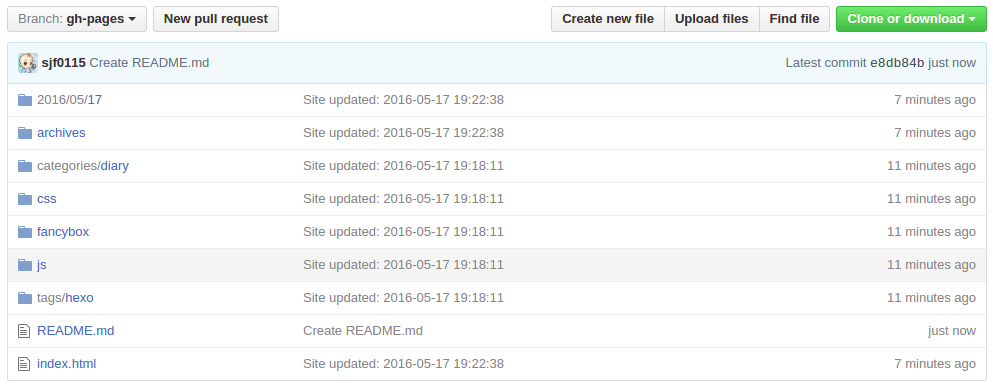 Branch: gh-pages New pull request Create new file Upload files Find file Clone or download
sjf0115 Create README.md Latest commit e8db84b just now
2016/05/17 Site updated: 2016-05-17 19:22:38 7 minutes ago
archives Site updated: 2016-05-17 19:22:38 7 minutes ago
categories/diary Site updated: 2016-05-17 19:18:11 11 minutes ago
css Site updated: 2016-05-17 19:18:11 11 minutes ago
fancybox Site updated: 2016-05-17 19:18:11 11 minutes ago
js Site updated: 2016-05-17 19:18:11 11 minutes ago
tags/hexo Site updated: 2016-05-17 19:18:11 11 minutes ago
README.md Create README.md just now
index.html Site updated: 2016-05-17 19:22:38 7 minutes ago